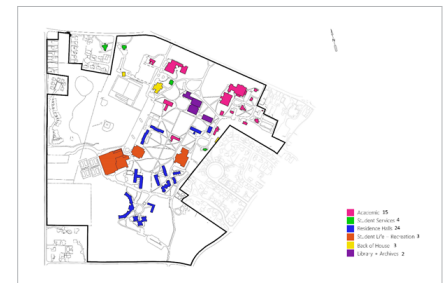 Academic 15
Student Services 4
Residence Halls 24
Student Life - Recreation 3
Back of House 3
Library + Archives 2